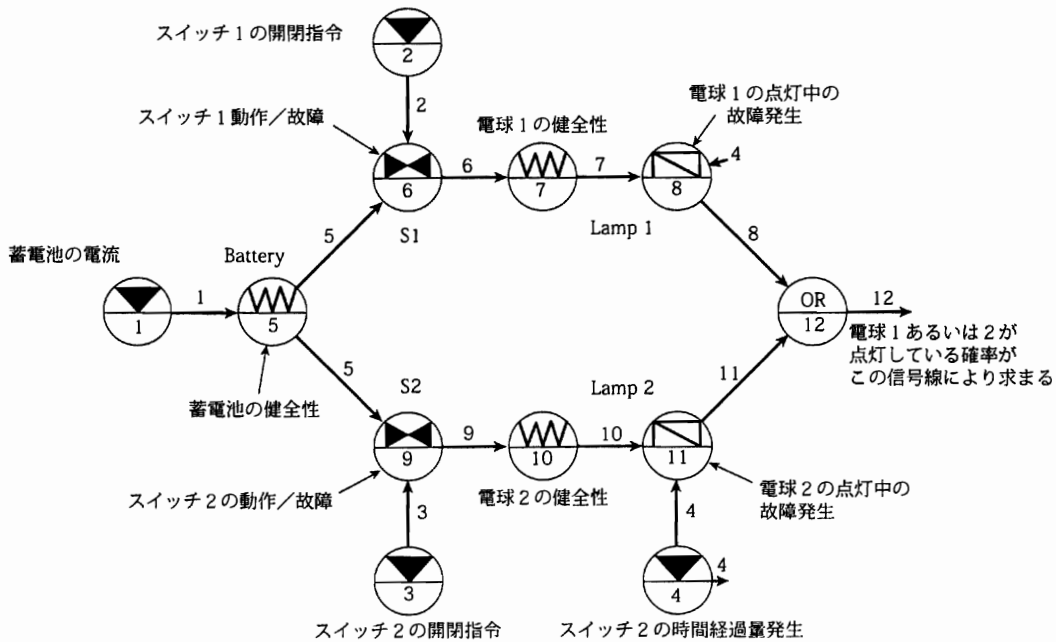 スイッチ1の開閉指令
2
2
スイッチ1動作／故障
電球1の健全性
電球1の点灯中の
故障発生
4
6
6
7
7
8
S1
Lamp 1
5
8
蓄電池の電流
Battery
1
1
5
OR
12
12
電球1あるいは2が
点灯している確率が
この信号線により求まる
5
S2
Lamp 2
11
蓄電池の健全性
9
9
10
10
11
スイッチ2の動作／故障
電球2の健全性
電球2の点灯中の
故障発生
3
4
3
4
4
スイッチ2の開閉指令
スイッチ2の時間経過量発生